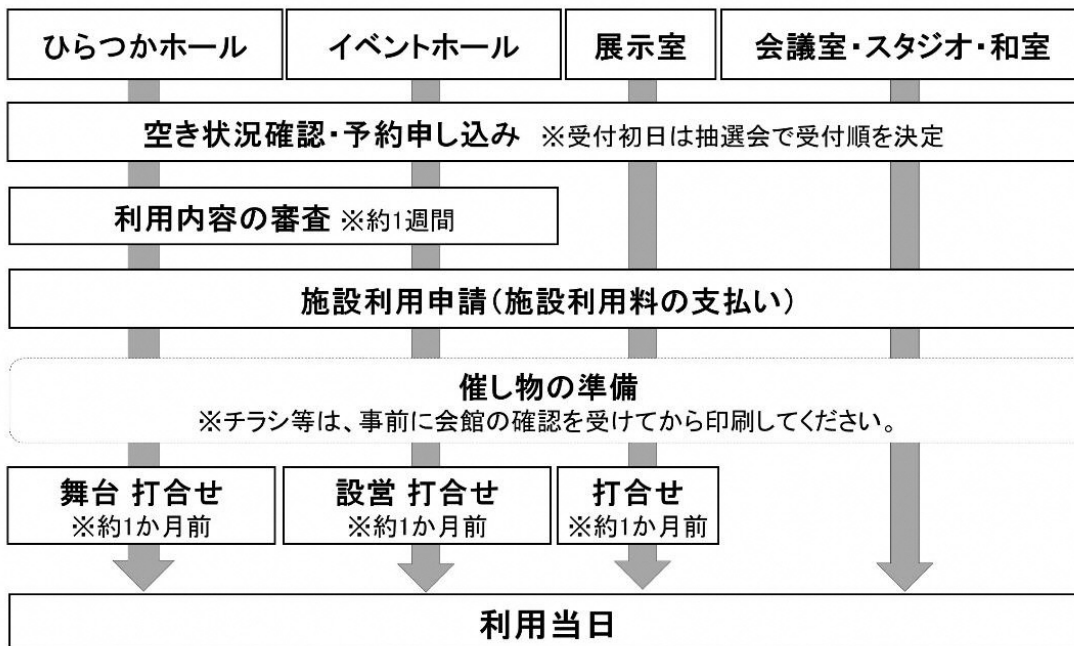 ひらつかホール
イベントホール
展示室
会議室・スタジオ・和室
空き状況確認・予約申し込み ※受付初日は抽選会で受付順を決定
利用内容の審査 ※約1週間
施設利用申請(施設利用料の支払い)
催し物の準備
※チラシ等は、事前に会館の確認を受けてから印刷してください。
舞台 打合せ
※約1か月前
設営 打合せ
※約1か月前
打合せ
※約1か月前
利用当日